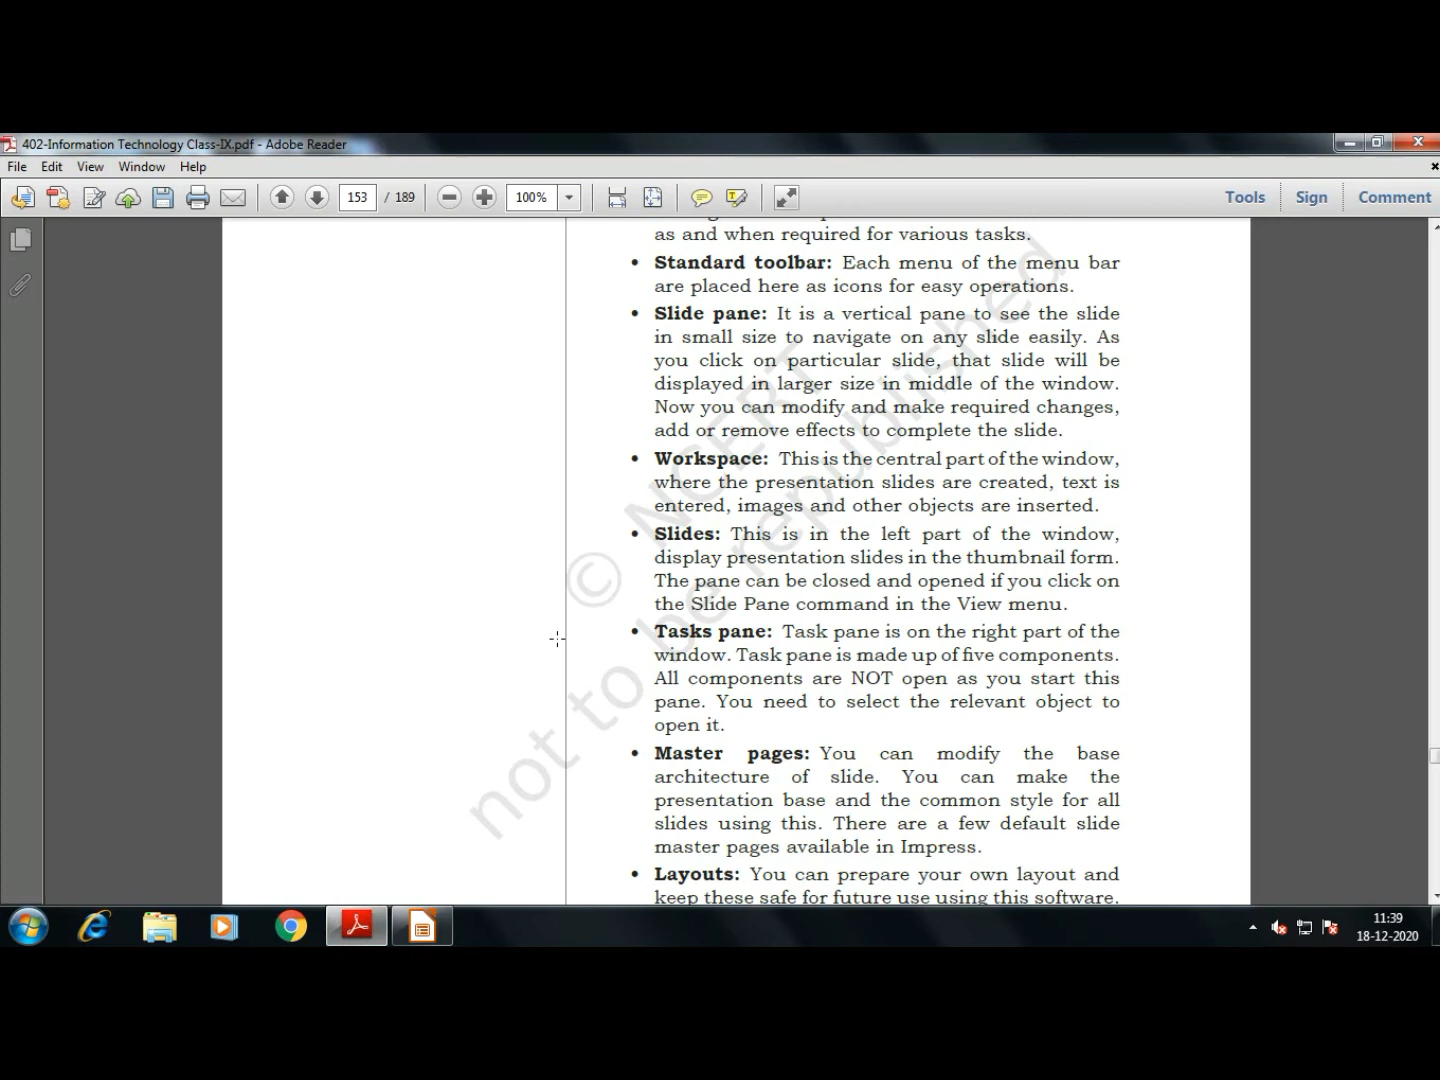 402-Information Technology Class-IX.pdf - Adobe Reader
File Edit View Window Help
153 / 189 100% Tools Sign Comment
as and when required for various tasks.
• Standard toolbar: Each menu of the menu bar
are placed here as icons for easy operations.
• Slide pane: It is a vertical pane to see the slide
in small size to navigate on any slide easily. As
you click on particular slide, that slide will be
displayed in larger size in middle of the window.
Now you can modify and make required changes,
add or remove effects to complete the slide.
• Workspace: This is the central part of the window,
where the presentation slides are created, text is
entered, images and other objects are inserted.
• Slides: This is in the left part of the window,
display presentation slides in the thumbnail form.
The pane can be closed and opened if you click on
the Slide Pane command in the View menu.
• Tasks pane: Task pane is on the right part of the
window. Task pane is made up of five components.
All components are NOT open as you start this
pane. You need to select the relevant object to
open it.
• Master pages: You can modify the base
architecture of slide. You can make the
presentation base and the common style for all
slides using this. There are a few default slide
master pages available in Impress.
• Layouts: You can prepare your own layout and
keep these safe for future use using this software.
© NCERT
not to be republished
11:39
18-12-2020